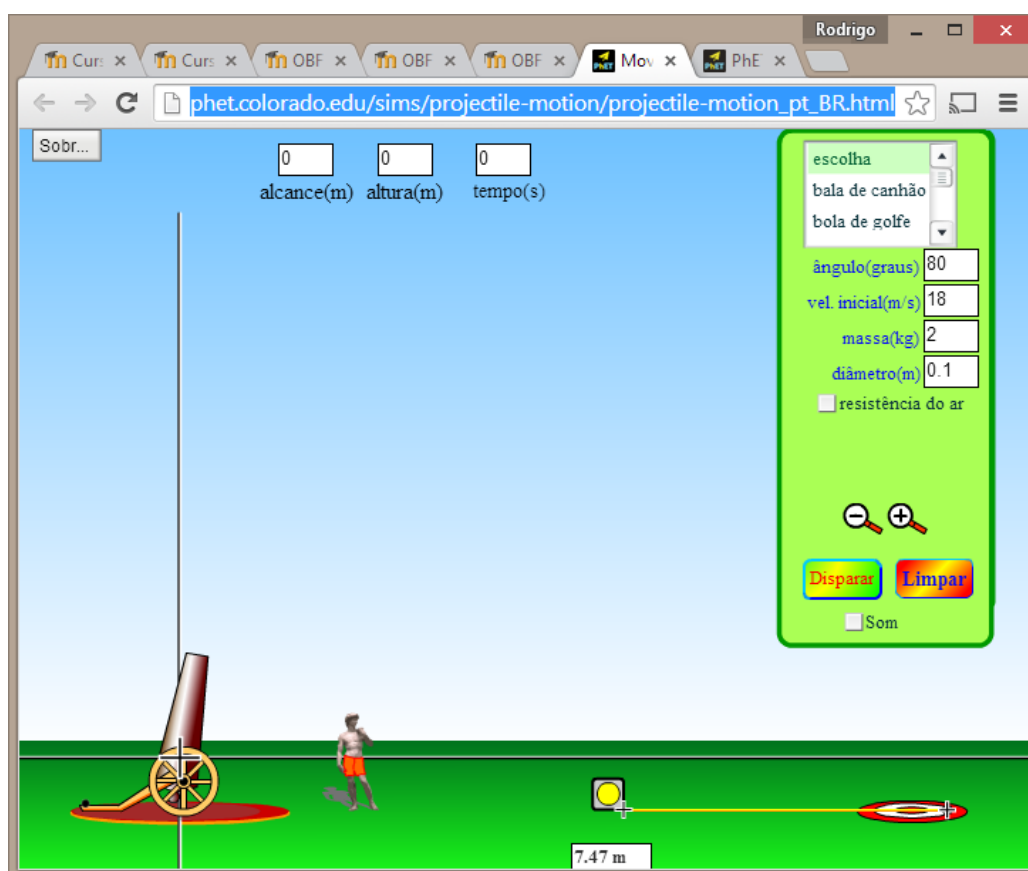 Rodrigo
Cur: OBF Mov PhE
Curs OBF OBF
phet.colorado.edu/sims/projectile-motion/projectile-motion_pt_BR.html
Sobr...
0 0 0
alcance(m) altura(m) tempo(s)
escolha
bala de canhão
bola de golfe
ângulo(graus) 80
vel. inicial(m/s) 18
massa(kg) 2
diâmetro(m) 0.1
resistência do ar
Disparar Limpar
Som
7.47 m